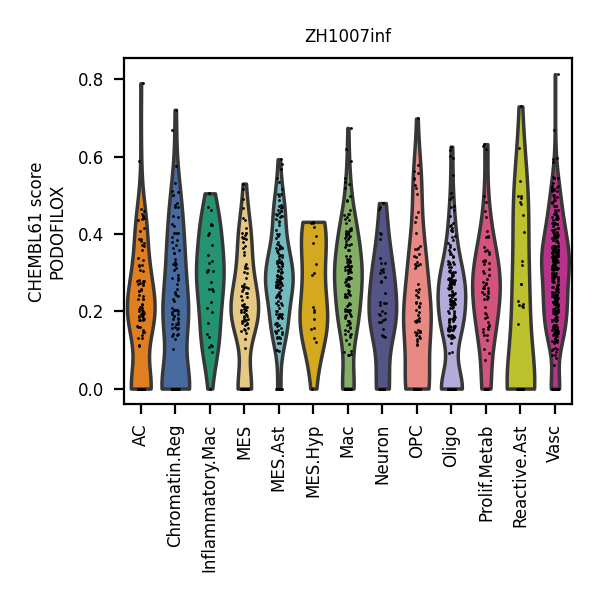 ZH1007inf
CHEMBL61 score
PODOFILOX
0.8
0.6
0.4
0.2
0.0
AC
Chromatin.Reg
Inflammatory.Mac
MES
MES.Ast
MES.Hyp
Mac
Neuron
OPC
Oligo
Prolif.Metab
Reactive.Ast
Vasc